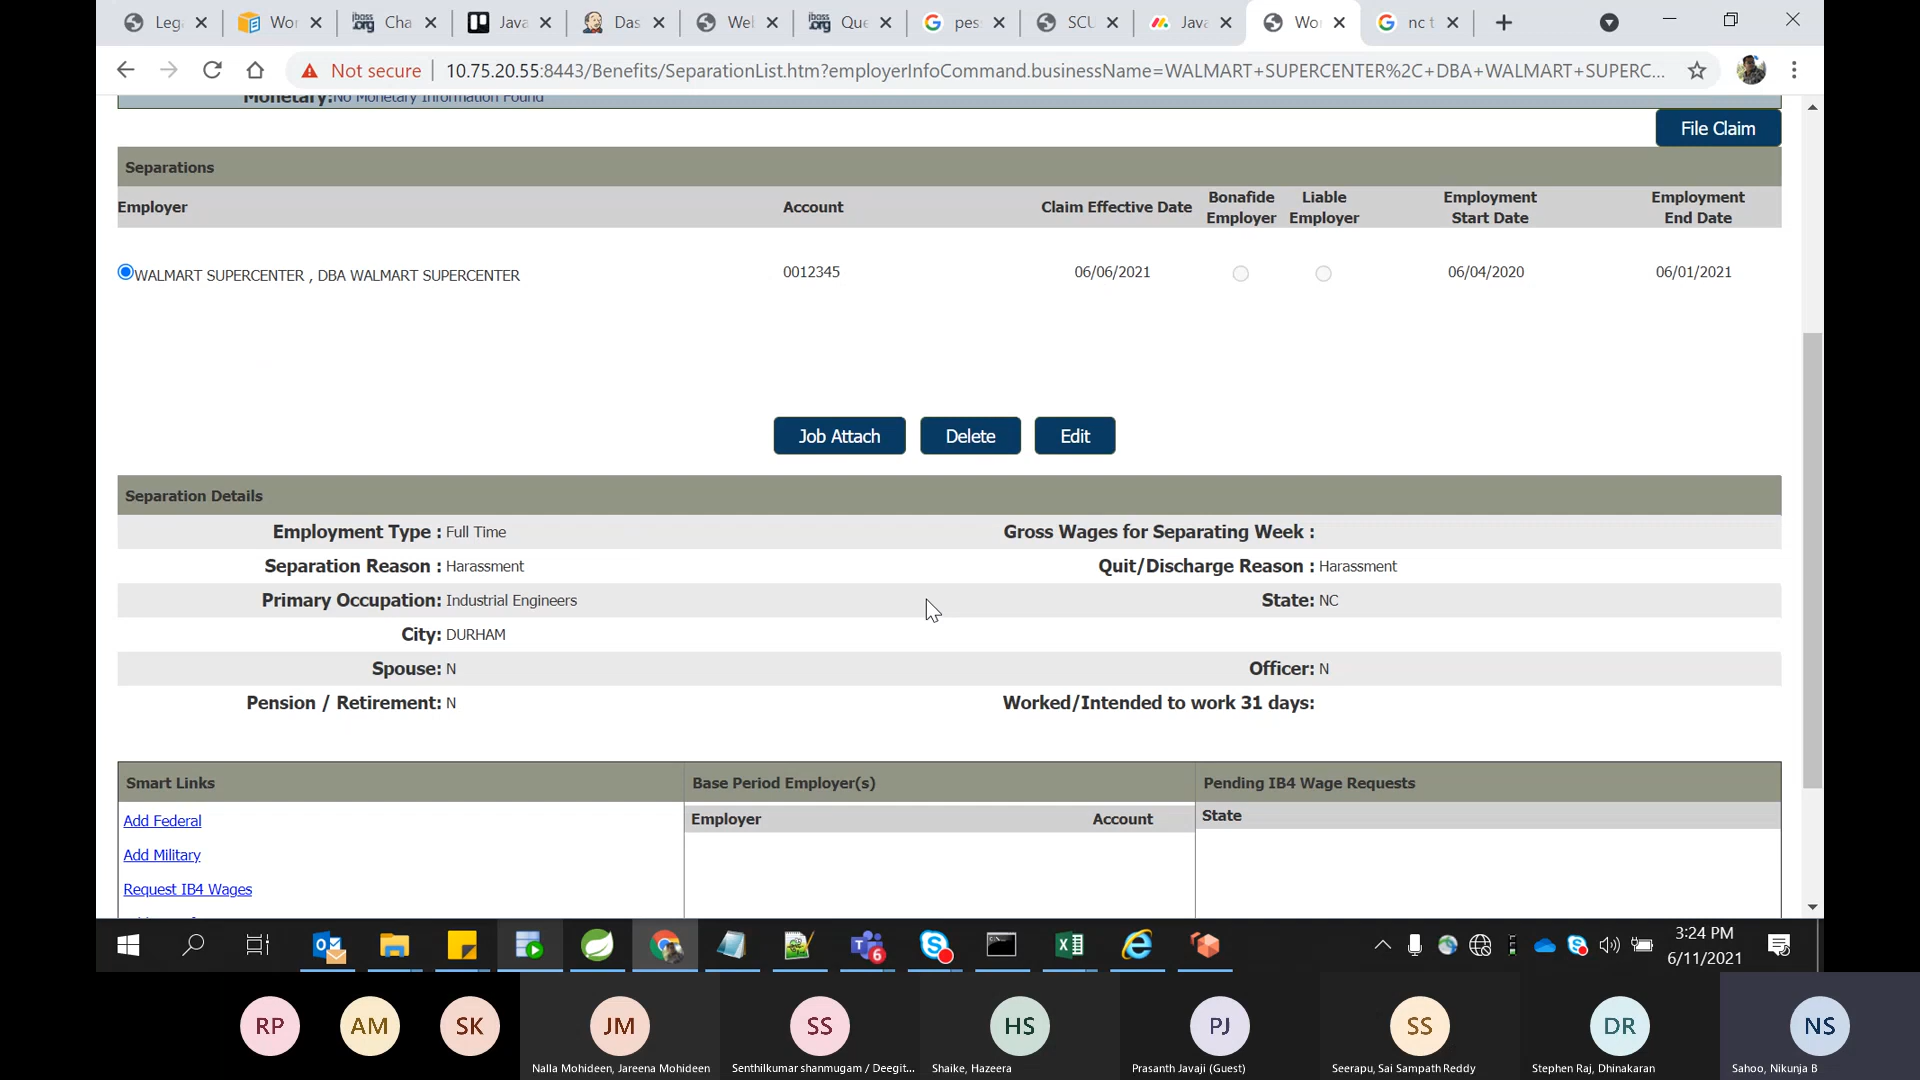 Leg
Wor
Cha
Java
Das
Wel
Que
pes
SCU
Java
Wo
nc t
Not secure
10.75.20.55:8443/Benefits/SeparationList.htm?employerInfoCommand.businessName=WALMART+SUPERCENTER%2C+DBA+WALMART+SUPERC...
Monetary:No Monetary Information Found
File Claim
Separations
Employer Account Claim Effective Date Bonafide Employer Liable Employer Employment Start Date Employment End Date
WALMART SUPERCENTER , DBA WALMART SUPERCENTER 0012345 06/06/2021 06/04/2020 06/01/2021
Job Attach Delete Edit
Separation Details
Employment Type : Full Time Gross Wages for Separating Week :
Separation Reason : Harassment Quit/Discharge Reason : Harassment
Primary Occupation: Industrial Engineers State: NC
City: DURHAM
Spouse: N Officer: N
Pension / Retirement: N Worked/Intended to work 31 days:
Smart Links Base Period Employer(s) Pending IB4 Wage Requests
Employer Account State
Add Federal
Add Military
Request IB4 Wages
3:24 PM
6/11/2021
RP AM SK JM SS HS PJ SS DR NS
Nalla Mohideen, Jareena Mohideen Senthilkumar shanmugam / Deegit... Shaike, Hazeera Prasanth Javaji (Guest) Seerapu, Sai Sampath Reddy Stephen Raj, Dhinakaran Sahoo, Nikunja B